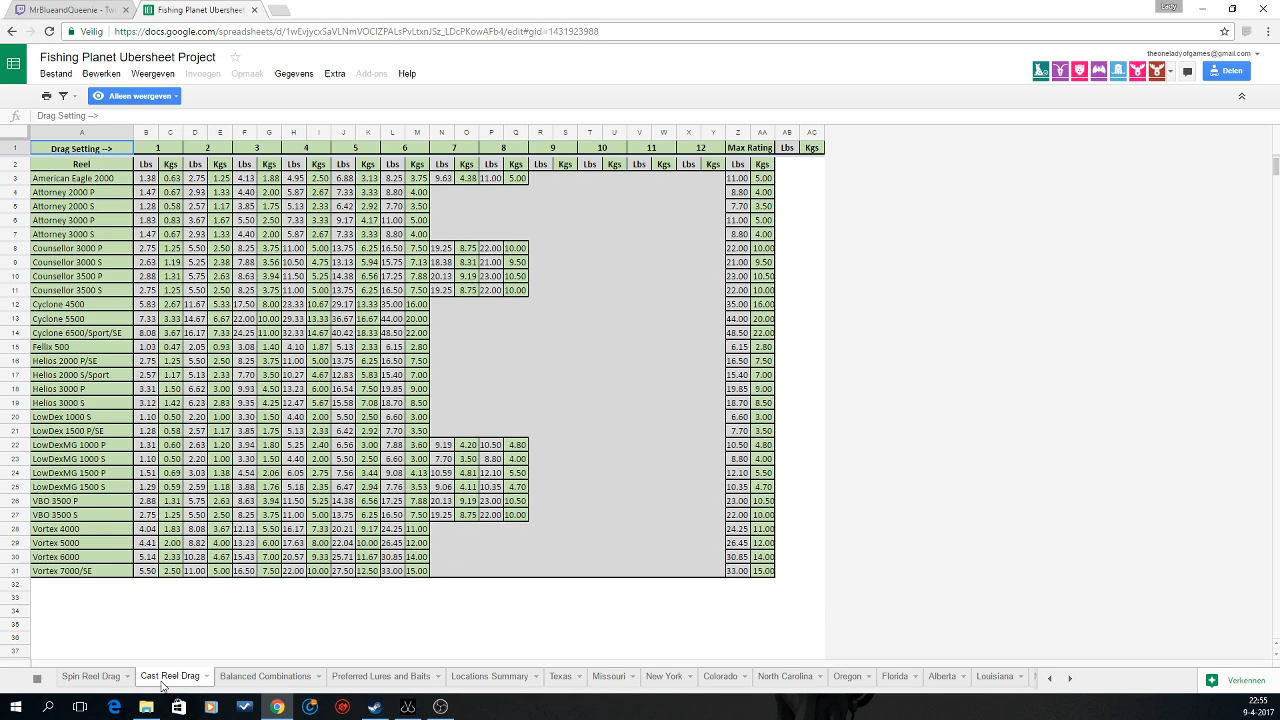 MrBlueandQueenie - Twi
Fishing Planet Ubersheet
Lady
Veilig | https://docs.google.com/spreadsheets/d/1wEvjycxSaVLNmVOCIZPALsPvLtxnJSz_LDcPKowAFb4/edit#gid=1431923988
Fishing Planet Ubersheet Project
theoneladyofgames@gmail.com
Bestand Bewerken Weergeven Invoegen Opmaak Gegevens Extra Add-ons Help
Delen
Alleen weergeven
fx Drag Setting -->
A B C D E F G H I J K L M N O P Q R S T U V W X Y Z AA AB AC
1 Drag Setting --> 1 2 3 4 5 6 7 8 9 10 11 12 Max Rating Lbs Kgs
2 Reel Lbs Kgs Lbs Kgs Lbs Kgs Lbs Kgs Lbs Kgs Lbs Kgs Lbs Kgs Lbs Kgs Lbs Kgs Lbs Kgs Lbs Kgs Lbs Kgs Lbs Kgs
3 American Eagle 2000 1.38 0.63 2.75 1.25 4.13 1.88 4.95 2.50 6.88 3.13 8.25 3.75 9.63 4.38 11.00 5.00 11.00 5.00
4 Attorney 2000 P 1.47 0.67 2.93 1.33 4.40 2.00 5.87 2.67 7.33 3.33 8.80 4.00 8.80 4.00
5 Attorney 2000 S 1.28 0.58 2.57 1.17 3.85 1.75 5.13 2.33 6.42 2.92 7.70 3.50 7.70 3.50
6 Attorney 3000 P 1.83 0.83 3.67 1.67 5.50 2.50 7.33 3.33 9.17 4.17 11.00 5.00 11.00 5.00
7 Attorney 3000 S 1.47 0.67 2.93 1.33 4.40 2.00 5.87 2.67 7.33 3.33 8.80 4.00 8.80 4.00
8 Counsellor 3000 P 2.75 1.25 5.50 2.50 8.25 3.75 11.00 5.00 13.75 6.25 16.50 7.50 19.25 8.75 22.00 10.00 22.00 10.00
9 Counsellor 3000 S 2.63 1.19 5.25 2.38 7.88 3.56 10.50 4.75 13.13 5.94 15.75 7.13 18.38 8.31 21.00 9.50 21.00 9.50
10 Counsellor 3500 P 2.88 1.31 5.75 2.63 8.63 3.94 11.50 5.25 14.38 6.56 17.25 7.88 20.13 9.19 23.00 10.50 23.00 10.50
11 Counsellor 3500 S 2.75 1.25 5.50 2.50 8.25 3.75 11.00 5.00 13.75 6.25 16.50 7.50 19.25 8.75 22.00 10.00 22.00 10.00
12 Cyclone 4500 5.83 2.67 11.67 5.33 17.50 8.00 23.33 10.67 29.17 13.33 35.00 16.00 35.00 16.00
13 Cyclone 5500 7.33 3.33 14.67 6.67 22.00 10.00 29.33 13.33 36.67 16.67 44.00 20.00 44.00 20.00
14 Cyclone 6500/Sport/SE 8.08 3.67 16.17 7.33 24.25 11.00 32.33 14.67 40.42 18.33 48.50 22.00 48.50 22.00
15 Fellix 500 1.03 0.47 2.05 0.93 3.08 1.40 4.10 1.87 5.13 2.33 6.15 2.80 6.15 2.80
16 Helios 2000 P/SE 2.75 1.25 5.50 2.50 8.25 3.75 11.00 5.00 13.75 6.25 16.50 7.50 16.50 7.50
17 Helios 2000 S/Sport 2.57 1.17 5.13 2.33 7.70 3.50 10.27 4.67 12.83 5.83 15.40 7.00 15.40 7.00
18 Helios 3000 P 3.31 1.50 6.62 3.00 9.93 4.50 13.23 6.00 16.54 7.50 19.85 9.00 19.85 9.00
19 Helios 3000 S 3.12 1.42 6.23 2.83 9.35 4.25 12.47 5.67 15.58 7.08 18.70 8.50 18.70 8.50
20 LowDex 1000 S 1.10 0.50 2.20 1.00 3.30 1.50 4.40 2.00 5.50 2.50 6.60 3.00 6.60 3.00
21 LowDex 1500 P/SE 1.28 0.58 2.57 1.17 3.85 1.75 5.13 2.33 6.42 2.92 7.70 3.50 7.70 3.50
22 LowDexMG 1000 P 1.31 0.60 2.63 1.20 3.94 1.80 5.25 2.40 6.56 3.00 7.88 3.60 9.19 4.20 10.50 4.80 10.50 4.80
23 LowDexMG 1000 S 1.10 0.50 2.20 1.00 3.30 1.50 4.40 2.00 5.50 2.50 6.60 3.00 7.70 3.50 8.80 4.00 8.80 4.00
24 LowDexMG 1500 P 1.51 0.69 3.03 1.38 4.54 2.06 6.05 2.75 7.56 3.44 9.08 4.13 10.59 4.81 12.10 5.50 12.10 5.50
25 LowDexMG 1500 S 1.29 0.59 2.59 1.18 3.88 1.76 5.18 2.35 6.47 2.94 7.76 3.53 9.06 4.11 10.35 4.70 10.35 4.70
26 VBO 3500 P 2.88 1.31 5.75 2.63 8.63 3.94 11.50 5.25 14.38 6.56 17.25 7.88 20.13 9.19 23.00 10.50 23.00 10.50
27 VBO 3500 S 2.75 1.25 5.50 2.50 8.25 3.75 11.00 5.00 13.75 6.25 16.50 7.50 19.25 8.75 22.00 10.00 22.00 10.00
28 Vortex 4000 4.04 1.83 8.08 3.67 12.13 5.50 16.17 7.33 20.21 9.17 24.25 11.00 24.25 11.00
29 Vortex 5000 4.41 2.00 8.82 4.00 13.23 6.00 17.63 8.00 22.04 10.00 26.45 12.00 26.45 12.00
30 Vortex 6000 5.14 2.33 10.28 4.67 15.43 7.00 20.57 9.33 25.71 11.67 30.85 14.00 30.85 14.00
31 Vortex 7000/SE 5.50 2.50 11.00 5.00 16.50 7.50 22.00 10.00 27.50 12.50 33.00 15.00 33.00 15.00
32
33
34
35
36
37
Spin Reel Drag Cast Reel Drag Balanced Combinations Preferred Lures and Baits Locations Summary Texas Missouri New York Colorado North Carolina Oregon Florida Alberta Louisiana Verkennen
22:55
9-4-2017